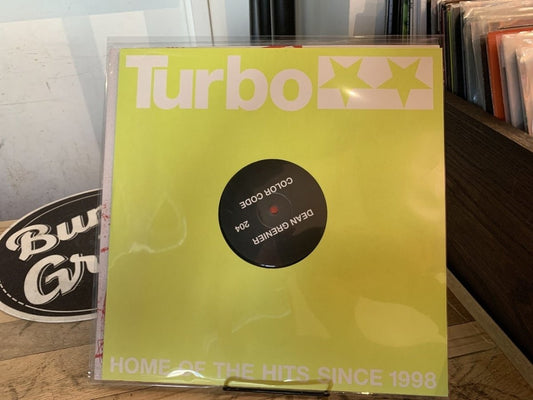 Turbo
DEAN GRENIER
204
COLOR CODE
HOME OF THE HITS SINCE 1998